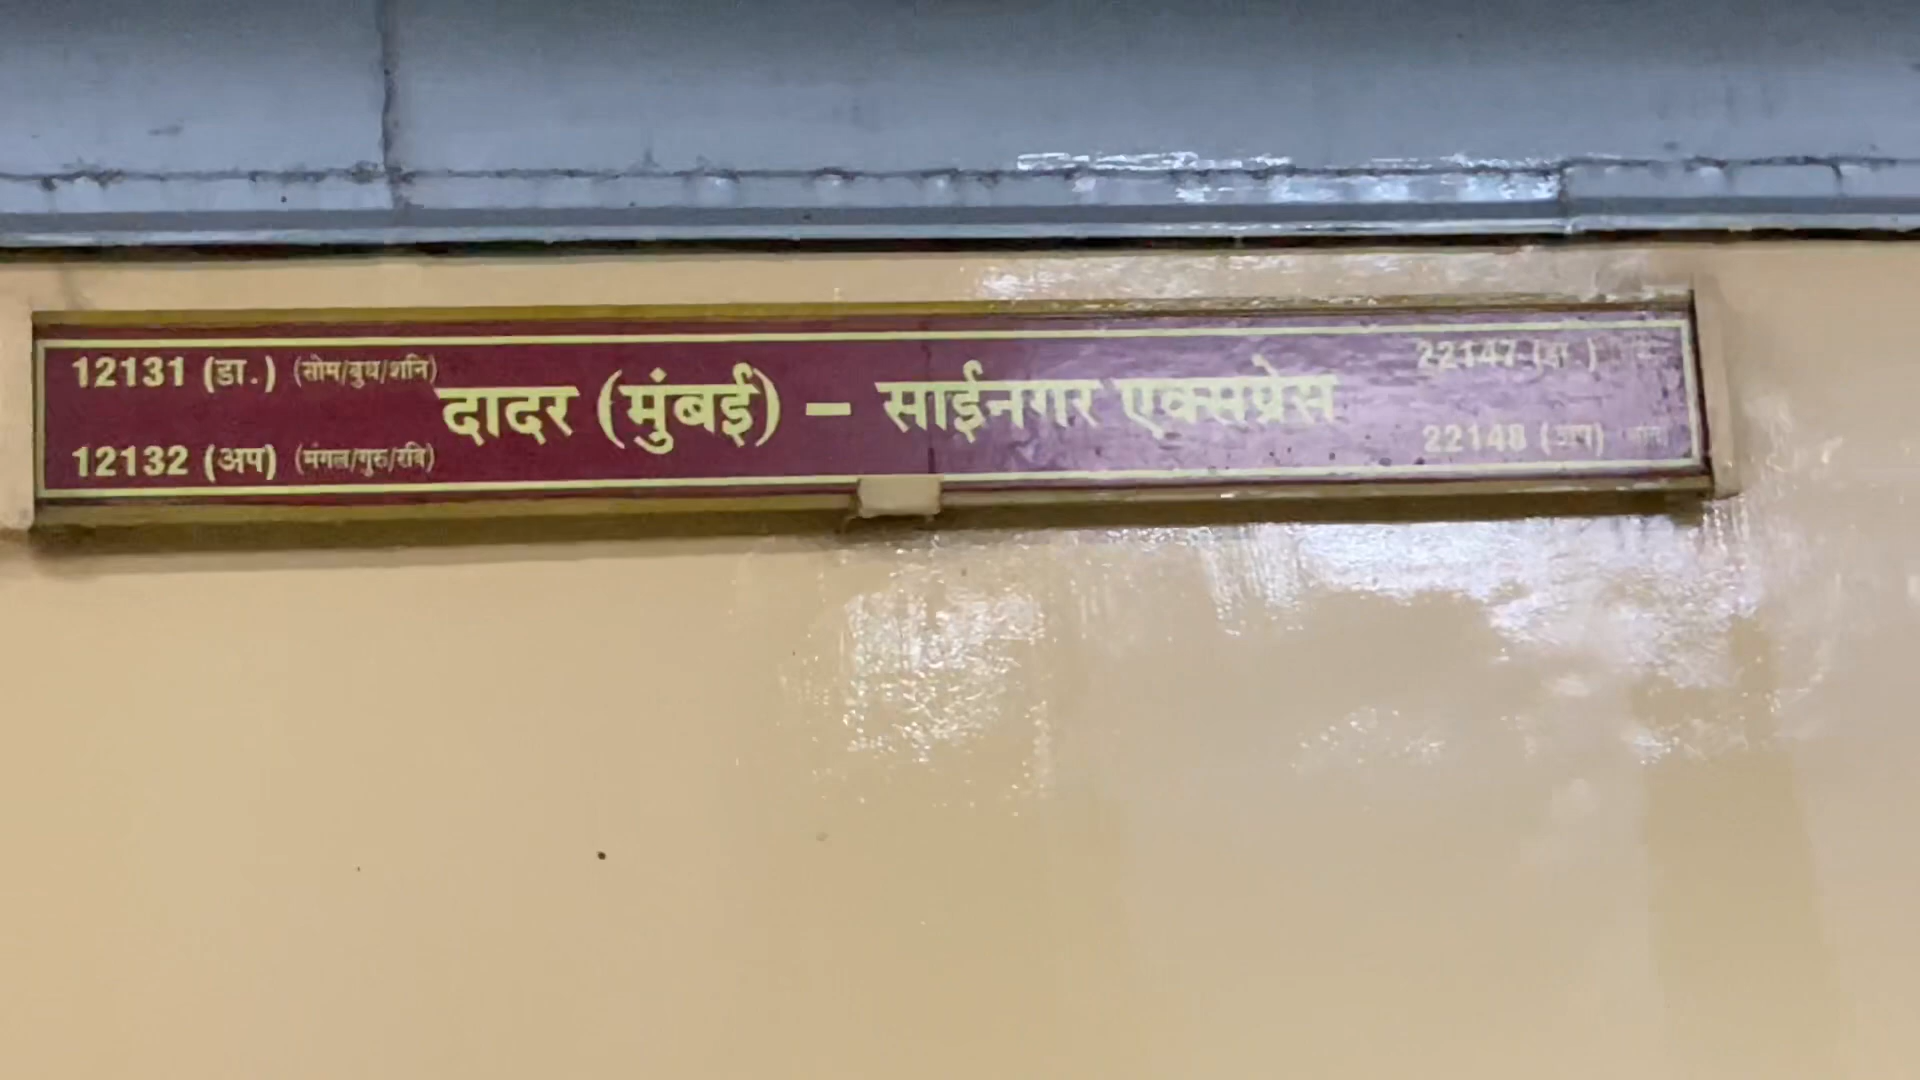 12131 (डा.) (सोम/बुध/शनि)
12132 (अप) (मंगल/गुरु/रवि)
दादर (मुंबई) – साईनगर एक्सप्रेस
22147 (डा.)
22148 (अप)